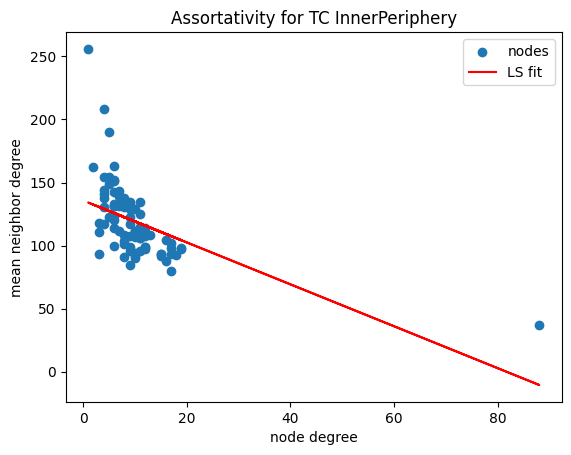 Assortativity for TC InnerPeriphery
nodes
LS fit
mean neighbor degree
250
200
150
100
50
0
0
20
40
60
80
node degree